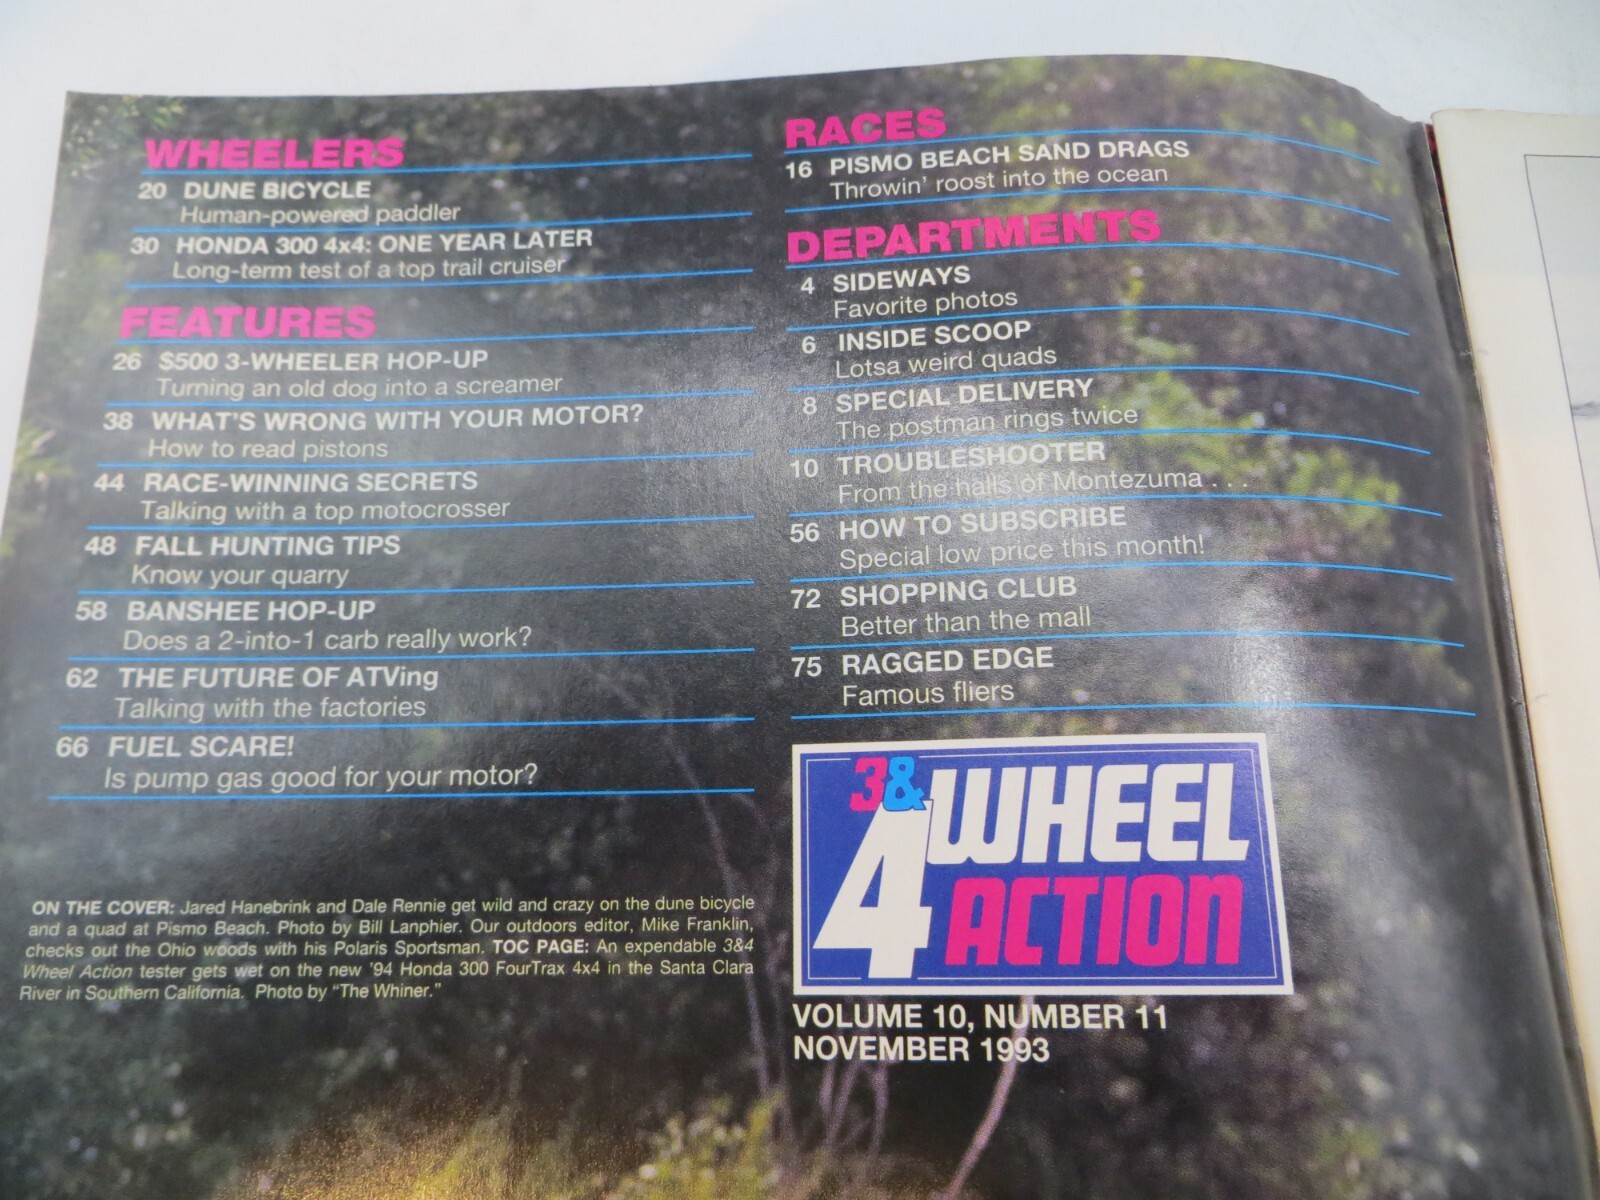 WHEELERS
20 DUNE BICYCLE
Human-powered paddler
30 HONDA 300 4x4: ONE YEAR LATER
Long-term test of a top trail cruiser
FEATURES
26 $500 3-WHEELER HOP-UP
Turning an old dog into a screamer
38 WHAT'S WRONG WITH YOUR MOTOR?
How to read pistons
44 RACE-WINNING SECRETS
Talking with a top motocrosser
48 FALL HUNTING TIPS
Know your quarry
58 BANSHEE HOP-UP
Does a 2-into-1 carb really work?
62 THE FUTURE OF ATVing
Talking with the factories
66 FUEL SCARE!
Is pump gas good for your motor?
ON THE COVER: Jared Hanebrink and Dale Rennie get wild and crazy on the dune bicycle
and a quad at Pismo Beach. Photo by Bill Lanphier. Our outdoors editor, Mike Franklin,
checks out the Ohio woods with his Polaris Sportsman. TOC PAGE: An expendable 3&4
Wheel Action tester gets wet on the new '94 Honda 300 FourTrax 4x4 in the Santa Clara
River in Southern California. Photo by "The Whiner."
RACES
16 PISMO BEACH SAND DRAGS
Throwin' roost into the ocean
DEPARTMENTS
4 SIDEWAYS
Favorite photos
6 INSIDE SCOOP
Lotsa weird quads
8 SPECIAL DELIVERY
The postman rings twice
10 TROUBLESHOOTER
From the halls of Montezuma . . .
56 HOW TO SUBSCRIBE
Special low price this month!
72 SHOPPING CLUB
Better than the mall
75 RAGGED EDGE
Famous fliers
3&
4 WHEEL
ACTION
VOLUME 10, NUMBER 11
NOVEMBER 1993